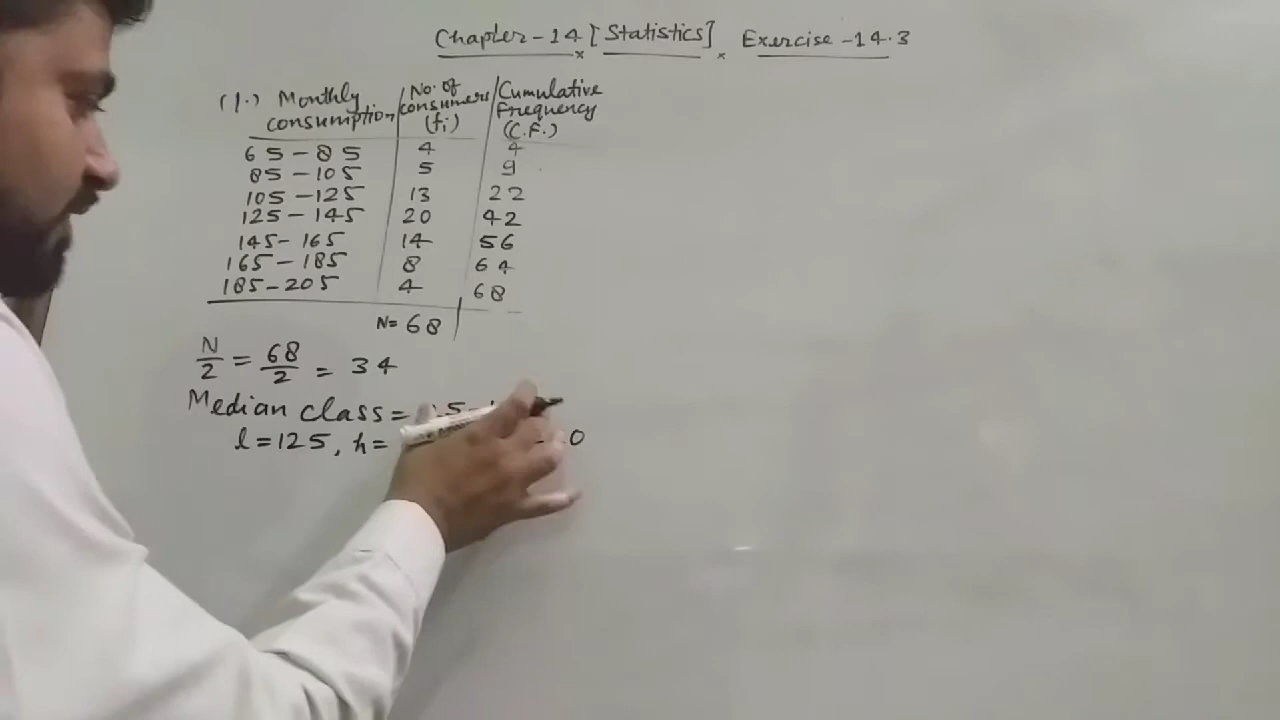 Chapter-14 [Statistics] Exercise-14.3
(1.) Monthly consumption No. of consumers (fi) Cumulative Frequency (C.F.)
65-85 4 4
85-105 5 9
105-125 13 22
125-145 20 42
145-165 14 56
165-185 8 64
185-205 4 68
N=68
N/2 = 68/2 = 34
Median class=
l=125, h=